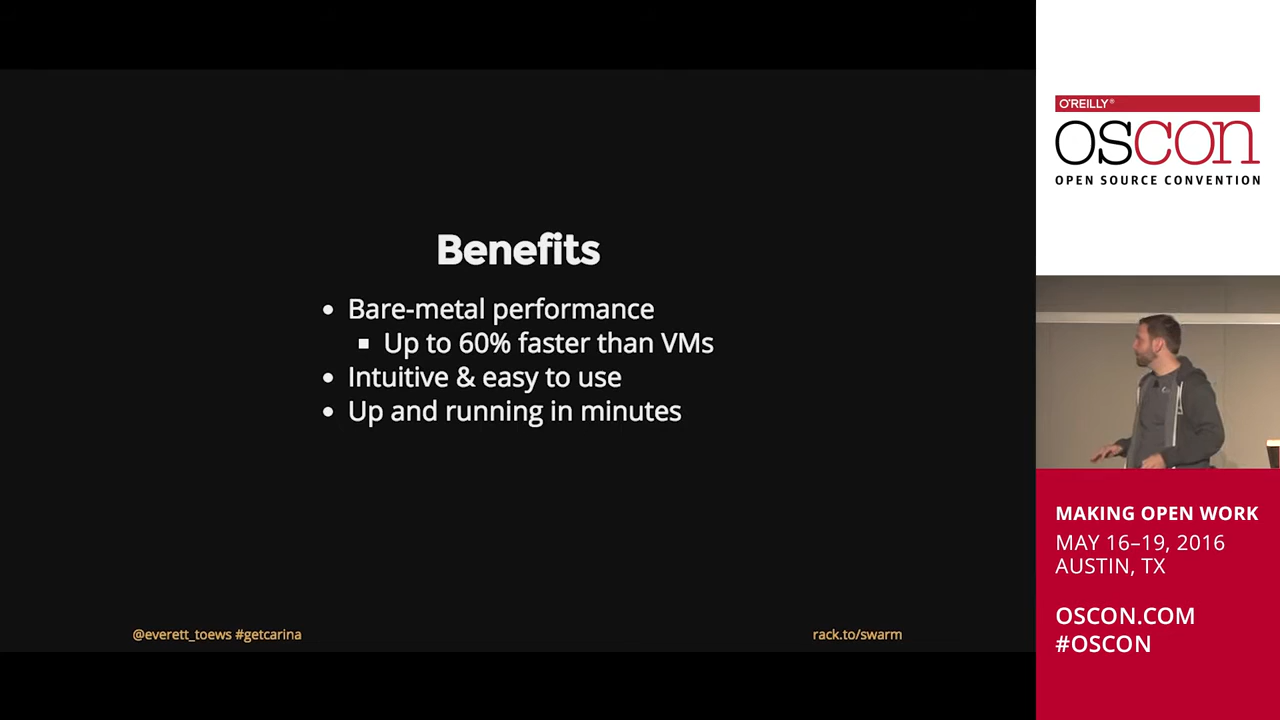 Benefits
Bare-metal performance
Up to 60% faster than VMs
Intuitive & easy to use
Up and running in minutes
@everett_toews #getcarina
rack.to/swarm
O'REILLY®
OSCON
OPEN SOURCE CONVENTION
MAKING OPEN WORK
MAY 16–19, 2016
AUSTIN, TX
OSCON.COM
#OSCON